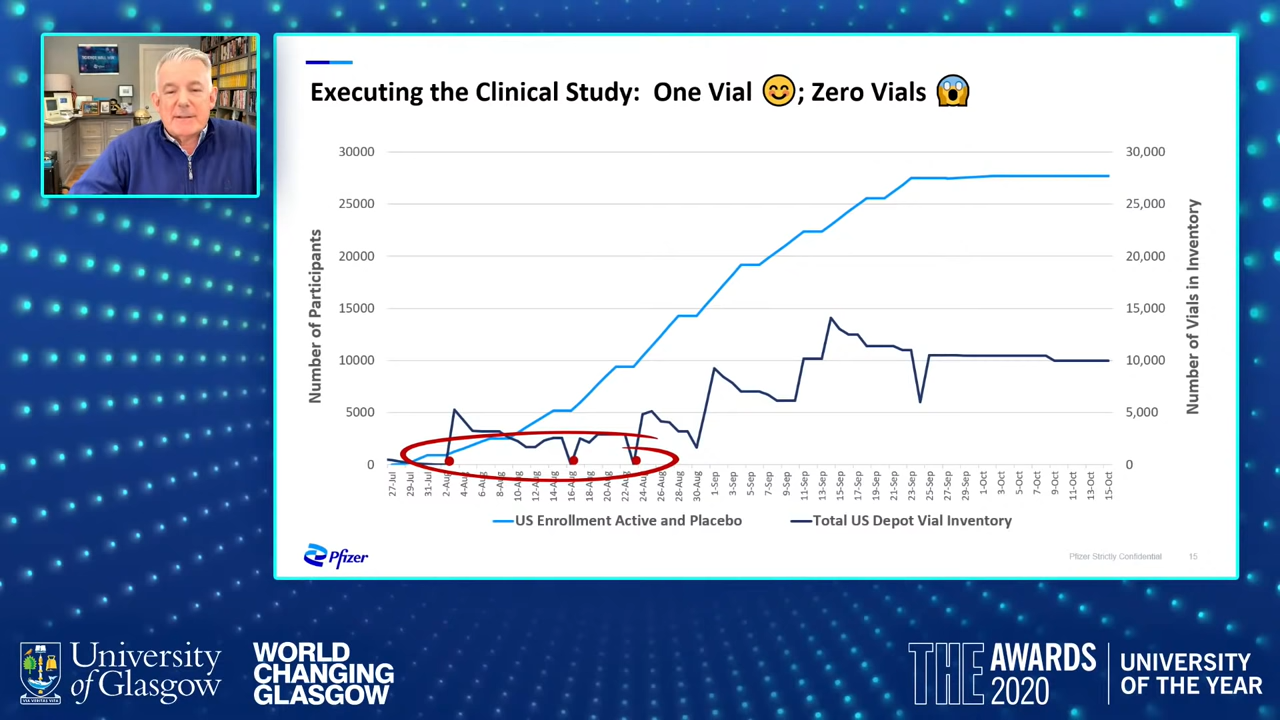 Executing the Clinical Study: One Vial 😊; Zero Vials 😱
30000
25000
20000
15000
10000
5000
0
Number of Participants
30,000
25,000
20,000
15,000
10,000
5,000
0
Number of Vials in Inventory
27-Jul
29-Jul
31-Jul
2-Aug
4-Aug
6-Aug
8-Aug
10-Aug
12-Aug
14-Aug
16-Aug
18-Aug
20-Aug
22-Aug
24-Aug
26-Aug
28-Aug
30-Aug
1-Sep
3-Sep
5-Sep
7-Sep
9-Sep
11-Sep
13-Sep
15-Sep
17-Sep
19-Sep
21-Sep
23-Sep
25-Sep
27-Sep
29-Sep
1-Oct
3-Oct
5-Oct
7-Oct
9-Oct
11-Oct
13-Oct
15-Oct
US Enrollment Active and Placebo
Total US Depot Vial Inventory
Pfizer
Pfizer Strictly Confidential
15
University
of Glasgow
VIA VERITAS VITA
WORLD
CHANGING
GLASGOW
THE AWARDS
2020
UNIVERSITY
OF THE YEAR